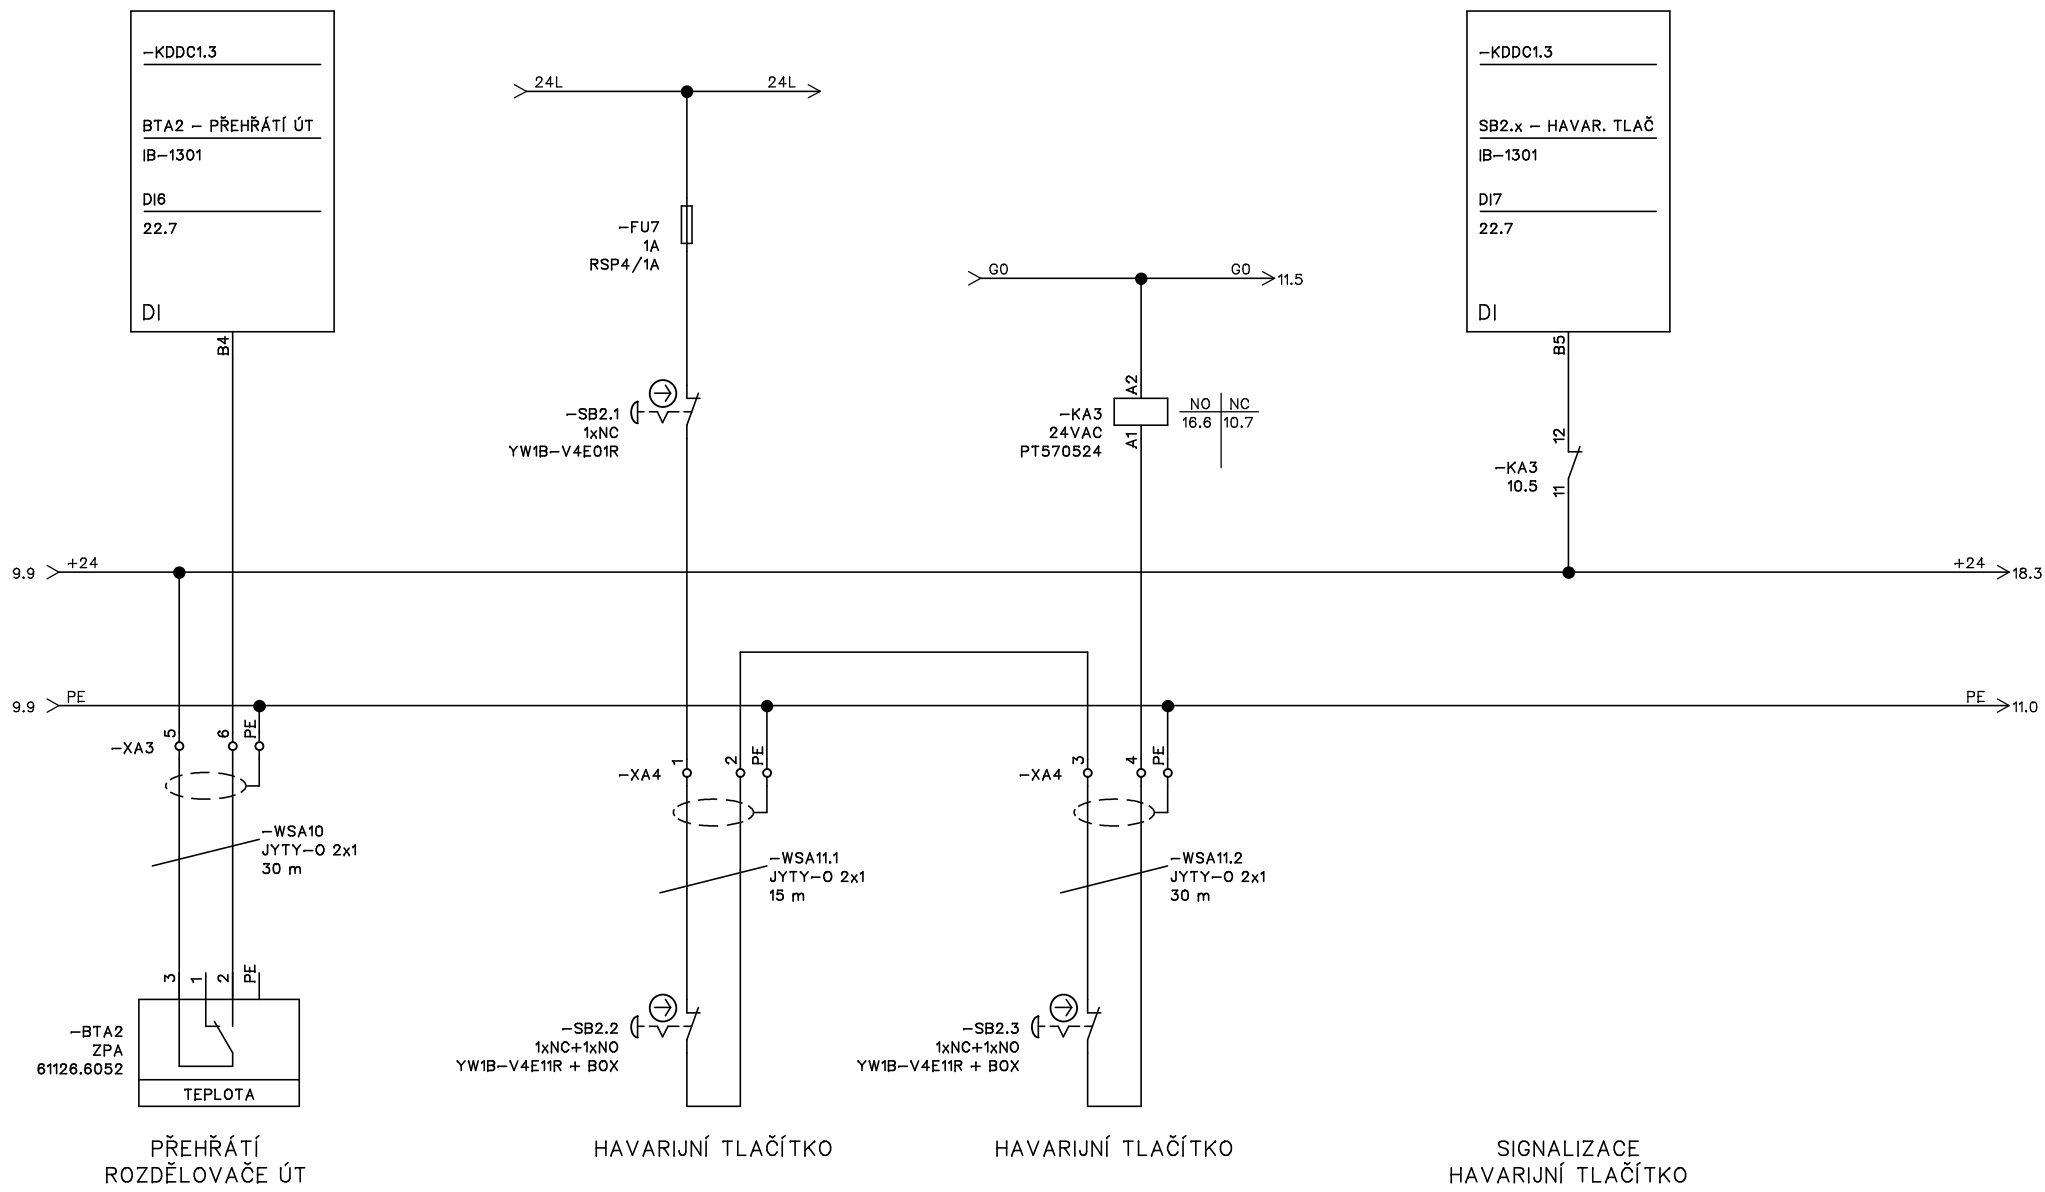 -KDDC1.3
BTA2 - PŘEHŘÁTÍ ÚT
IB-1301
DI6
22.7
DI
B4
24L
24L
-FU7
1A
RSP4/1A
-SB2.1
1xNC
YW1B-V4E01R
G0
G0
11.5
A2
-KA3
24VAC
PT570524
A1
NO
NC
16.6
10.7
-KDDC1.3
SB2.x - HAVAR. TLAČ
IB-1301
DI7
22.7
DI
B5
12
-KA3
10.5
11
9.9
+24
+24
18.3
9.9
PE
PE
11.0
-XA3
5
6
PE
-WSA10
JYTY-O 2x1
30 m
3
1
2
PE
-BTA2
ZPA
61126.6052
TEPLOTA
PŘEHŘÁTÍ
ROZDĚLOVAČE ÚT
-XA4
1
2
PE
-WSA11.1
JYTY-O 2x1
15 m
-SB2.2
1xNC+1xNO
YW1B-V4E11R + BOX
HAVARIJNÍ TLAČÍTKO
-XA4
3
4
PE
-WSA11.2
JYTY-O 2x1
30 m
-SB2.3
1xNC+1xNO
YW1B-V4E11R + BOX
HAVARIJNÍ TLAČÍTKO
SIGNALIZACE
HAVARIJNÍ TLAČÍTKO